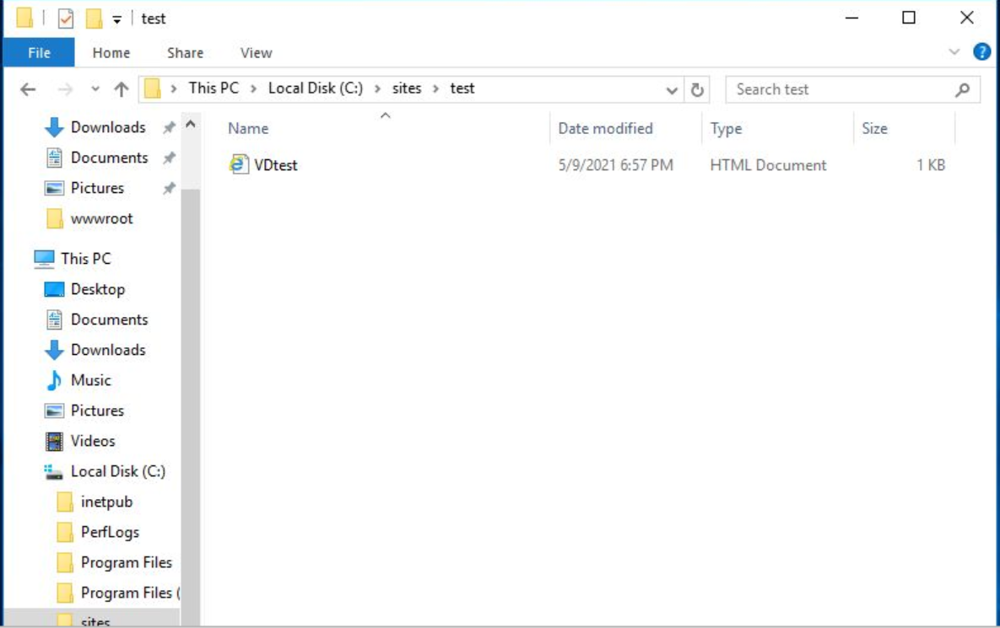 test
File Home Share View ?
This PC > Local Disk (C:) > sites > test
Search test
Downloads
Documents
Pictures
wwwroot
This PC
Desktop
Documents
Downloads
Music
Pictures
Videos
Local Disk (C:)
inetpub
PerfLogs
Program Files
Program Files (
sites
Name Date modified Type Size
VDtest 5/9/2021 6:57 PM HTML Document 1 KB